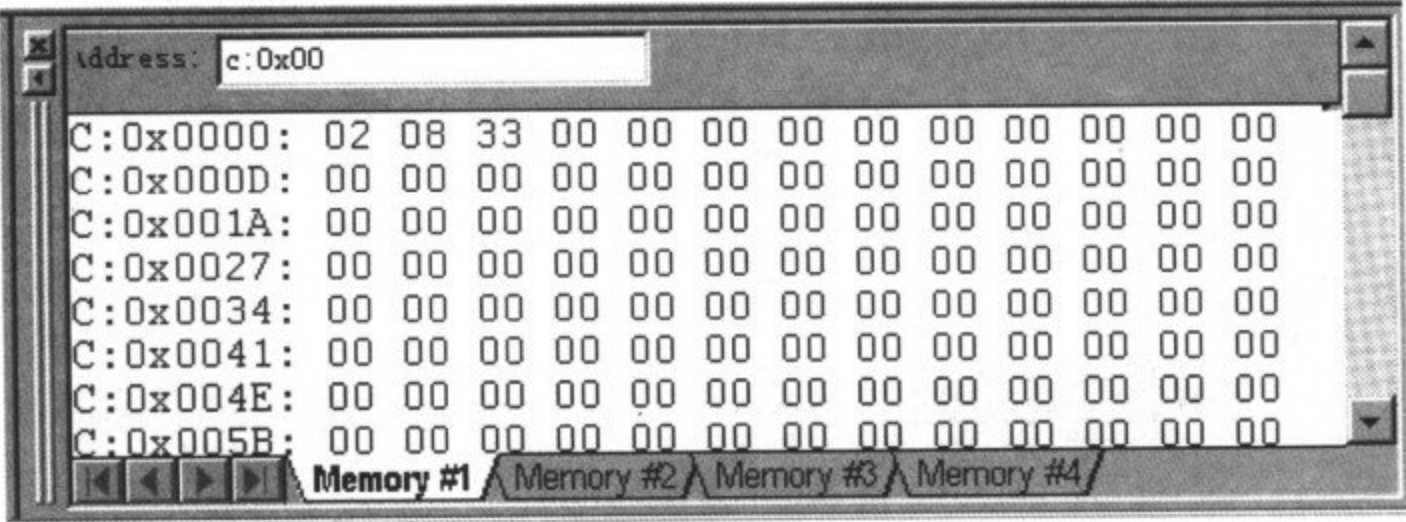 Address: c:0x00
C:0x0000: 02 08 33 00 00 00 00 00 00 00 00 00 00
C:0x000D: 00 00 00 00 00 00 00 00 00 00 00 00 00
C:0x001A: 00 00 00 00 00 00 00 00 00 00 00 00 00
C:0x0027: 00 00 00 00 00 00 00 00 00 00 00 00 00
C:0x0034: 00 00 00 00 00 00 00 00 00 00 00 00 00
C:0x0041: 00 00 00 00 00 00 00 00 00 00 00 00 00
C:0x004E: 00 00 00 00 00 00 00 00 00 00 00 00 00
C:0x005B: 00 00 00 00 00 00 00 00 00 00 00 00 00
Memory #1 Memory #2 Memory #3 Memory #4